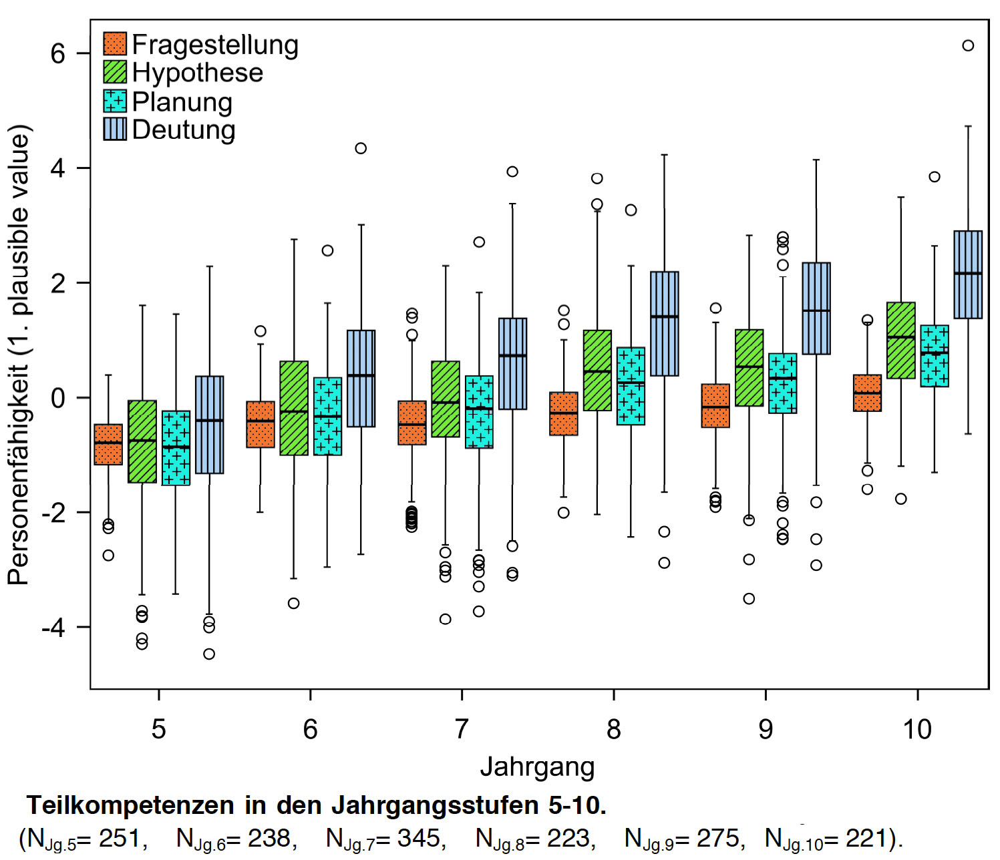 Fragestellung
Hypothese
Planung
Deutung
6
4
2
0
-2
-4
Personenfähigkeit (1. plausible value)
5 6 7 8 9 10
Jahrgang
Teilkompetenzen in den Jahrgangsstufen 5-10.
(NJg.5= 251, NJg.6= 238, NJg.7= 345, NJg.8= 223, NJg.9= 275, NJg.10= 221).